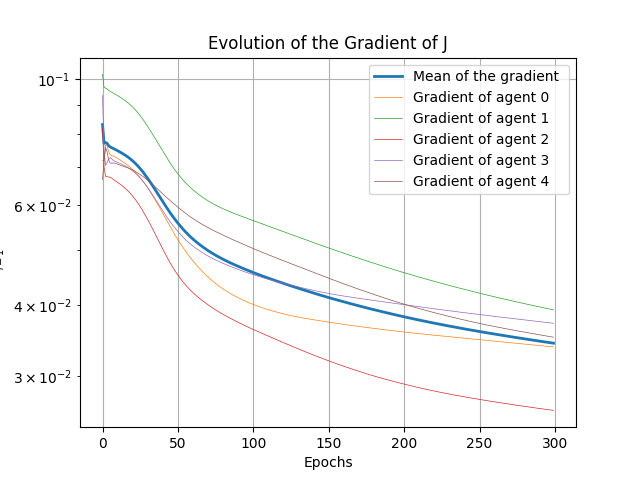 Evolution of the Gradient of J
10⁻¹
6 × 10⁻²
4 × 10⁻²
3 × 10⁻²
Mean of the gradient
Gradient of agent 0
Gradient of agent 1
Gradient of agent 2
Gradient of agent 3
Gradient of agent 4
0 50 100 150 200 250 300
Epochs